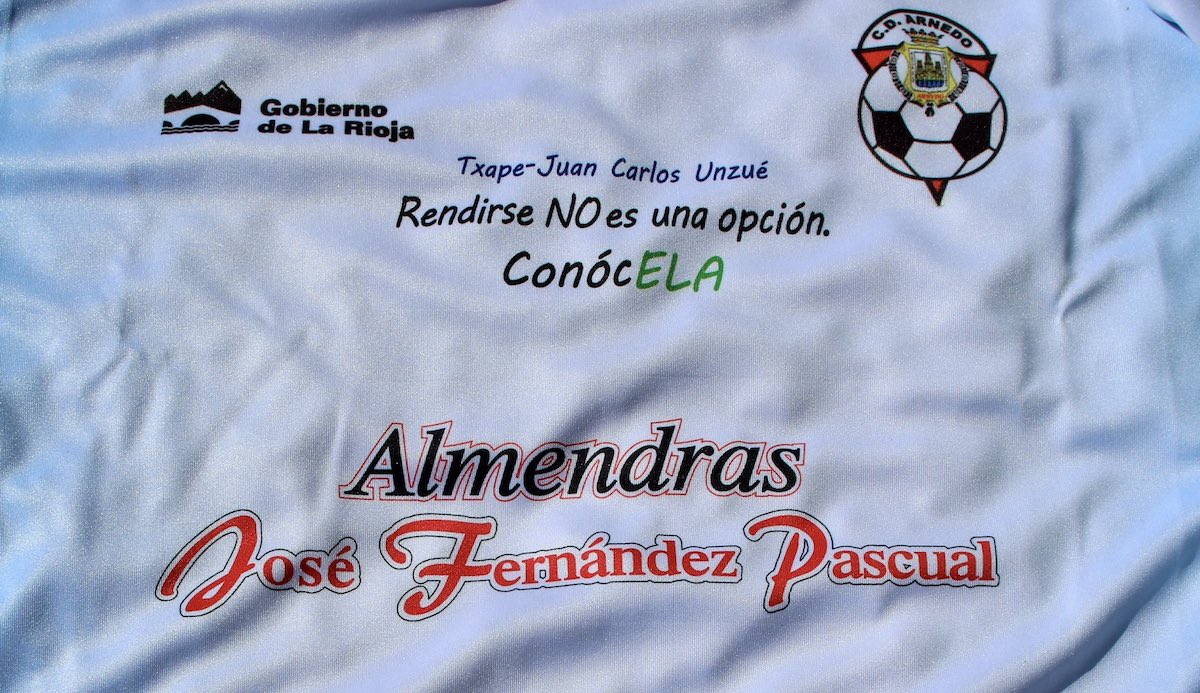 C.D. ARNEDO
Gobierno
de La Rioja
Txape-Juan Carlos Unzué
Rendirse NO es una opción.
ConócELA
Almendras
José Fernández Pascual